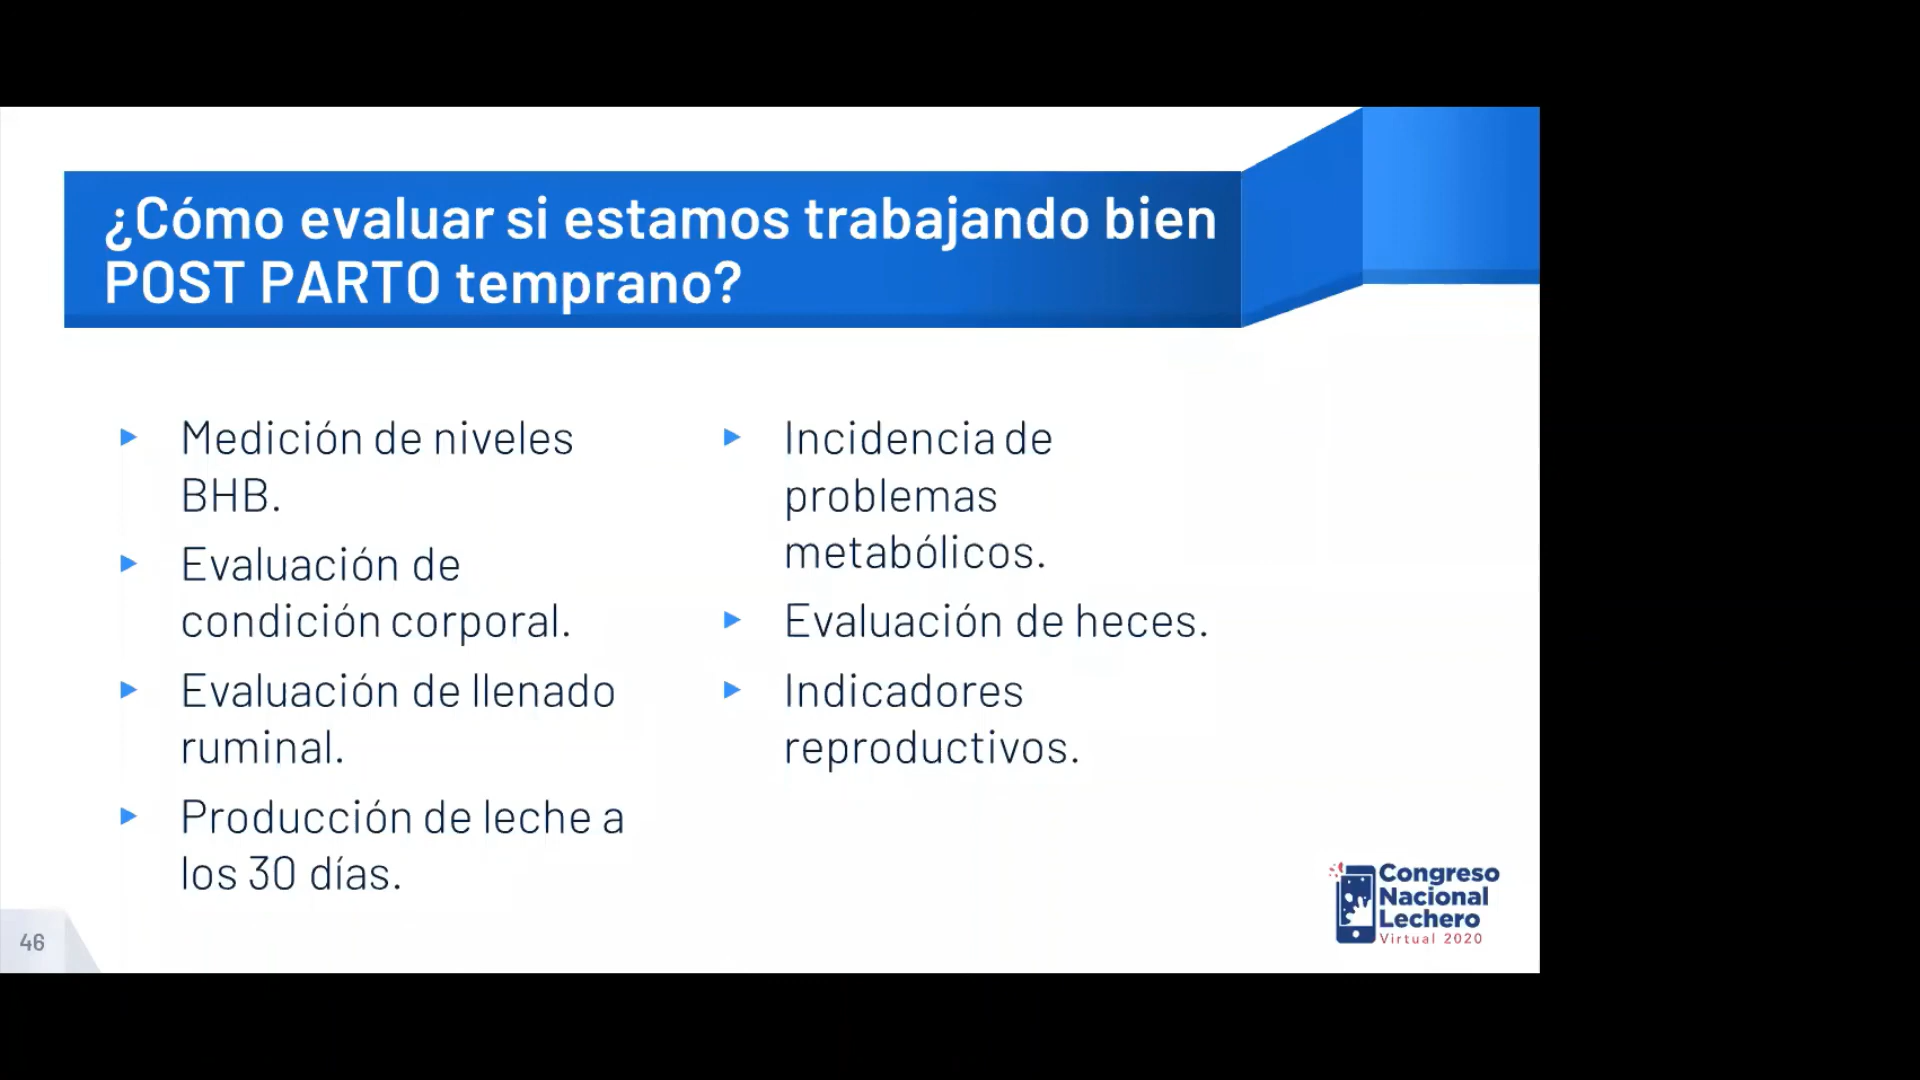 ¿Cómo evaluar si estamos trabajando bien
POST PARTO temprano?
Medición de niveles
BHB.
Evaluación de
condición corporal.
Evaluación de llenado
ruminal.
Producción de leche a
los 30 días.
Incidencia de
problemas
metabólicos.
Evaluación de heces.
Indicadores
reproductivos.
Congreso
Nacional
Lechero
Virtual 2020
46